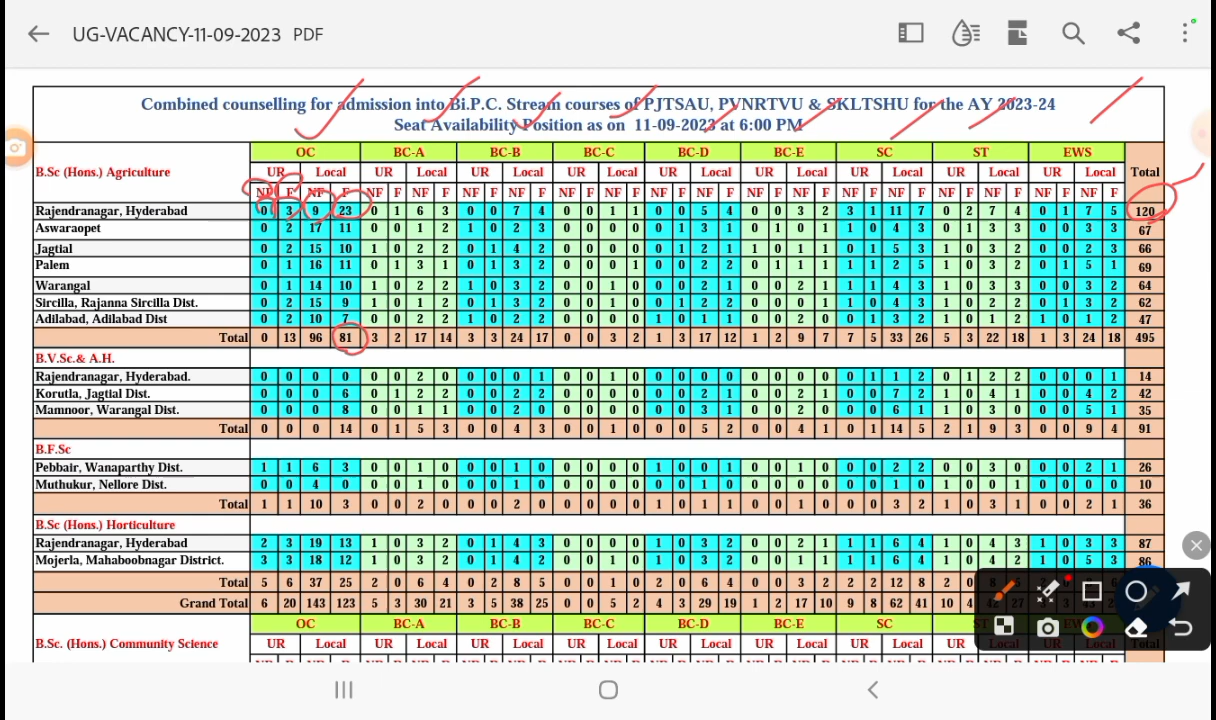 UG-VACANCY-11-09-2023 PDF
Combined counselling for admission into Bi.P.C. Stream courses of PJTSAU, PVNRTVU & SKLTSHU for the AY 2023-24
Seat Availability Position as on 11-09-2023 at 6:00 PM
OC BC-A BC-B BC-C BC-D BC-E SC ST EWS
B.Sc (Hons.) Agriculture UR Local UR Local UR Local UR Local UR Local UR Local UR Local UR Local UR Local Total
NF F NF F NF F NF F NF F NF F NF F NF F NF F NF F NF F NF F NF F NF F NF F NF F NF F NF F
Rajendranagar, Hyderabad 0 3 9 23 0 1 6 3 0 0 7 4 0 0 1 1 0 0 5 4 0 0 3 2 3 1 11 7 0 2 7 4 0 1 7 5 120
Aswaraopet 0 2 17 11 0 0 1 2 1 0 2 3 0 0 0 0 0 1 3 1 0 1 0 1 1 0 4 3 0 1 3 3 0 0 3 3 67
Jagtial 0 2 15 10 1 0 2 2 0 1 4 2 0 0 0 0 0 1 2 1 1 0 1 1 0 1 5 3 1 0 3 2 0 0 2 3 66
Palem 0 1 16 11 0 1 3 1 0 1 3 2 0 0 0 1 0 0 2 2 0 1 1 1 1 1 2 5 1 0 3 2 0 1 5 1 69
Warangal 0 1 14 10 1 0 2 2 1 0 3 2 0 0 1 0 0 0 2 1 0 0 2 1 1 1 4 3 1 0 3 3 0 0 3 2 64
Sircilla, Rajanna Sircilla Dist. 0 2 15 9 1 0 1 2 0 1 3 2 0 0 1 0 0 1 2 2 0 0 0 1 1 0 4 3 1 0 2 2 0 1 3 2 62
Adilabad, Adilabad Dist 0 2 10 7 0 0 2 2 1 0 2 2 0 0 0 0 1 0 1 1 0 0 2 0 0 1 3 2 1 0 1 2 1 0 1 2 47
Total 0 13 96 81 3 2 17 14 3 3 24 17 0 0 3 2 1 3 17 12 1 2 9 7 7 5 33 26 5 3 22 18 1 3 24 18 495
B.V.Sc.& A.H.
Rajendranagar, Hyderabad. 0 0 0 0 0 0 2 0 0 0 0 1 0 0 1 0 0 0 0 0 0 0 0 0 0 1 1 2 0 1 2 2 0 0 0 1 14
Korutla, Jagtial Dist. 0 0 0 6 0 1 2 2 0 0 2 2 0 0 0 0 0 0 2 1 0 0 2 1 0 0 7 2 1 0 4 1 0 0 4 2 42
Mamnoor, Warangal Dist. 0 0 0 8 0 0 1 1 0 0 2 0 0 0 0 0 0 0 3 1 0 0 2 0 0 0 6 1 1 0 3 0 0 0 5 1 35
Total 0 0 0 14 0 1 5 3 0 0 4 3 0 0 1 0 0 0 5 2 0 0 4 1 0 1 14 5 2 1 9 3 0 0 9 4 91
B.F.Sc
Pebbair, Wanaparthy Dist. 1 1 6 3 0 0 1 0 0 0 1 0 0 0 0 0 1 0 0 1 0 0 1 0 0 0 2 2 0 0 3 0 0 0 2 1 26
Muthukur, Nellore Dist. 0 0 4 0 0 0 1 0 0 0 1 0 0 0 0 0 0 0 1 0 0 0 0 0 0 0 1 0 1 0 0 1 0 0 0 0 10
Total 1 1 10 3 0 0 2 0 0 0 2 0 0 0 0 0 1 0 1 1 0 0 1 0 0 0 3 2 1 0 3 1 0 0 2 1 36
B.Sc (Hons.) Horticulture
Rajendranagar, Hyderabad 2 3 19 13 1 0 3 2 0 1 4 3 0 0 0 0 1 0 3 2 0 0 2 1 1 1 6 4 1 0 4 3 1 0 3 3 87
Mojerla, Mahaboobnagar District. 3 3 18 12 1 0 3 2 0 1 4 2 0 0 1 0 1 0 3 2 0 0 1 1 1 1 6 4 1 0 4 2 1 0 5 3 86
Total 5 6 37 25 2 0 6 4 0 2 8 5 0 0 1 0 2 0 6 4 0 0 3 2 2 2 12 8 2 0
Grand Total 6 20 143 123 5 3 30 21 3 5 38 25 0 0 5 2 4 3 29 19 1 2 17 10 9 8 62 41 10 4
OC BC-A BC-B BC-C BC-D BC-E SC ST
B.Sc. (Hons.) Community Science UR Local UR Local UR Local UR Local UR Local UR Local UR Local UR Local UR Local Total